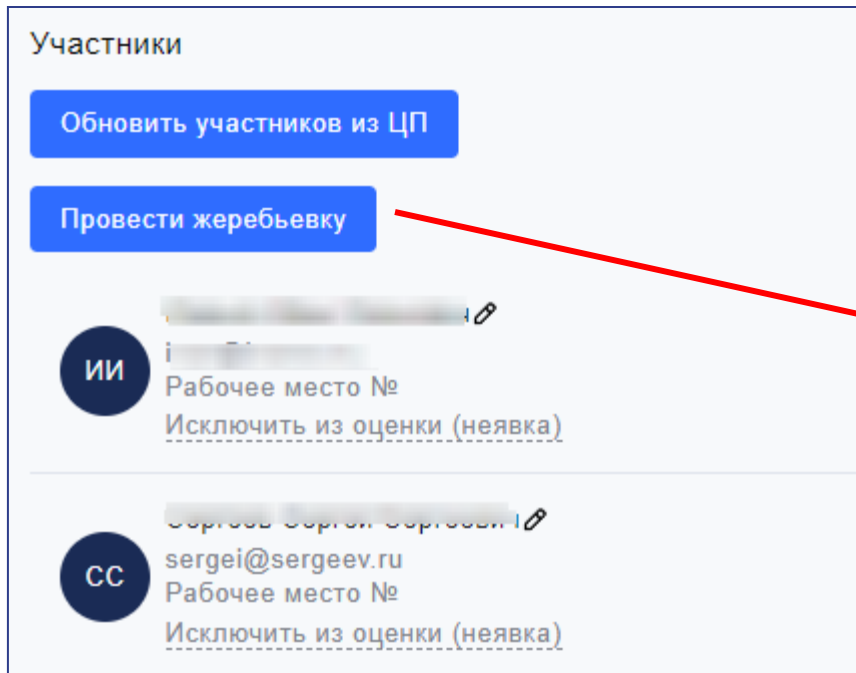 Участники
Обновить участников из ЦП
Провести жеребьевку
ИИ
Рабочее место №
Исключить из оценки (неявка)
СС
sergei@sergeev.ru
Рабочее место №
Исключить из оценки (неявка)